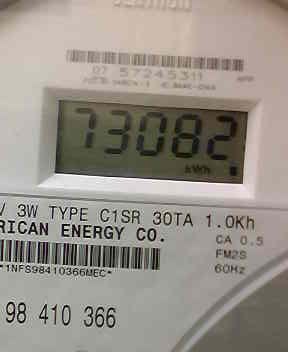 07 57245311
73082
kWh
V 3W TYPE C1SR 30TA 1.0Kh
RICAN ENERGY CO.
CA 0.5
FM2S
60Hz
*1NFS98410366MEC*
98 410 366